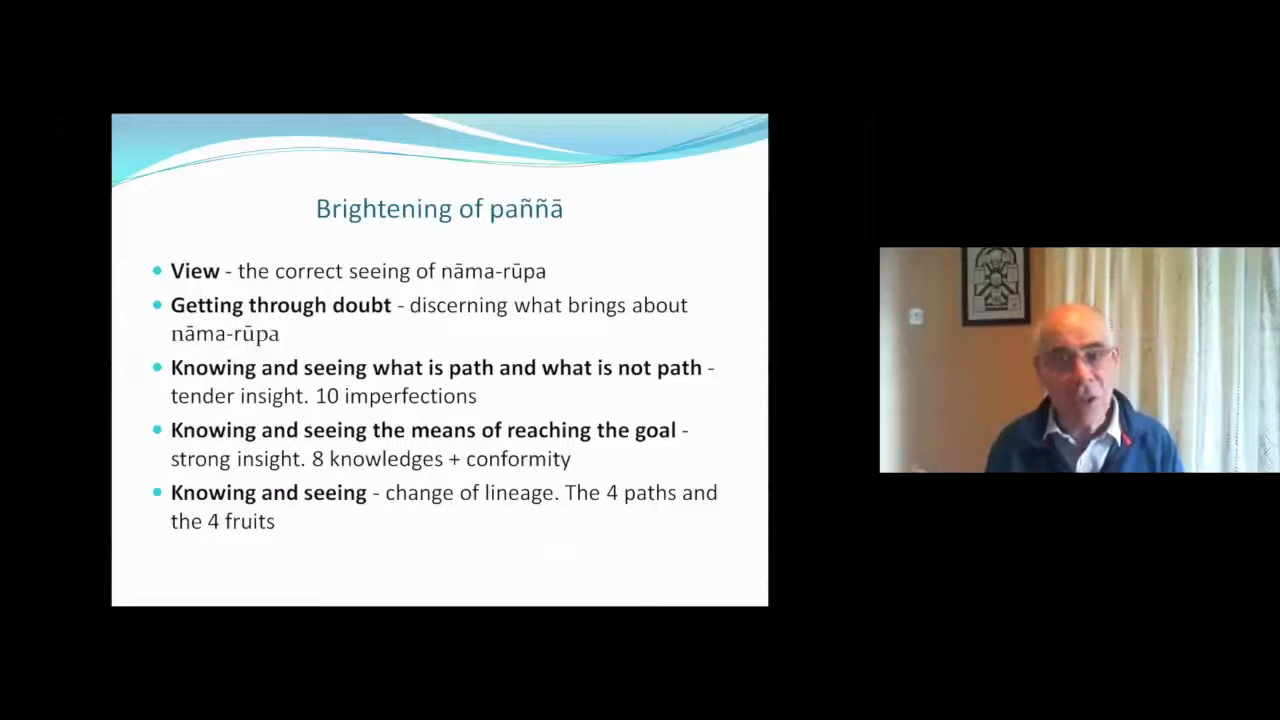 Brightening of paññā
View - the correct seeing of nāma-rūpa
Getting through doubt - discerning what brings about
nāma-rūpa
Knowing and seeing what is path and what is not path -
tender insight. 10 imperfections
Knowing and seeing the means of reaching the goal -
strong insight. 8 knowledges + conformity
Knowing and seeing - change of lineage. The 4 paths and
the 4 fruits